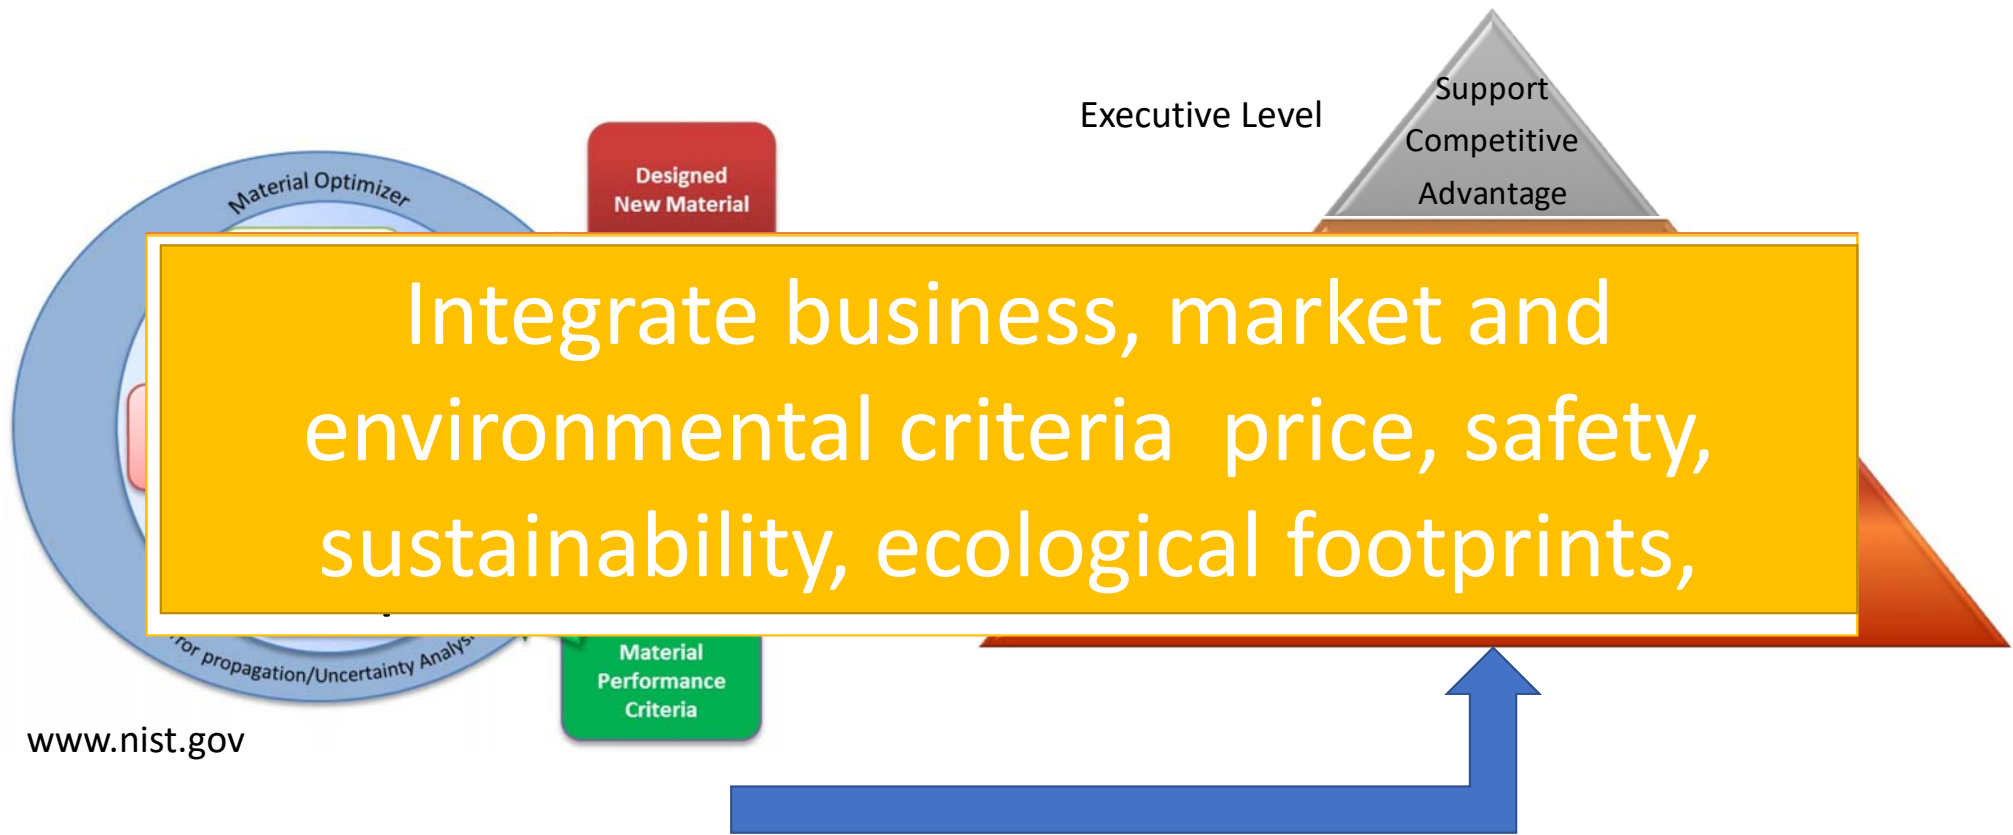 Executive Level
Support
Competitive
Advantage
Material Optimizer
Designed
New Material
Integrate business, market and
environmental criteria  price, safety,
sustainability, ecological footprints,
propagation/Uncertainty
Material
Performance
Criteria
www.nist.gov